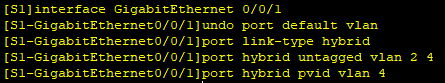 [S1]interface GigabitEthernet 0/0/1
[S1-GigabitEthernet0/0/1]undo port default vlan
[S1-GigabitEthernet0/0/1]port link-type hybrid
[S1-GigabitEthernet0/0/1]port hybrid untagged vlan 2 4
[S1-GigabitEthernet0/0/1]port hybrid pvid vlan 4